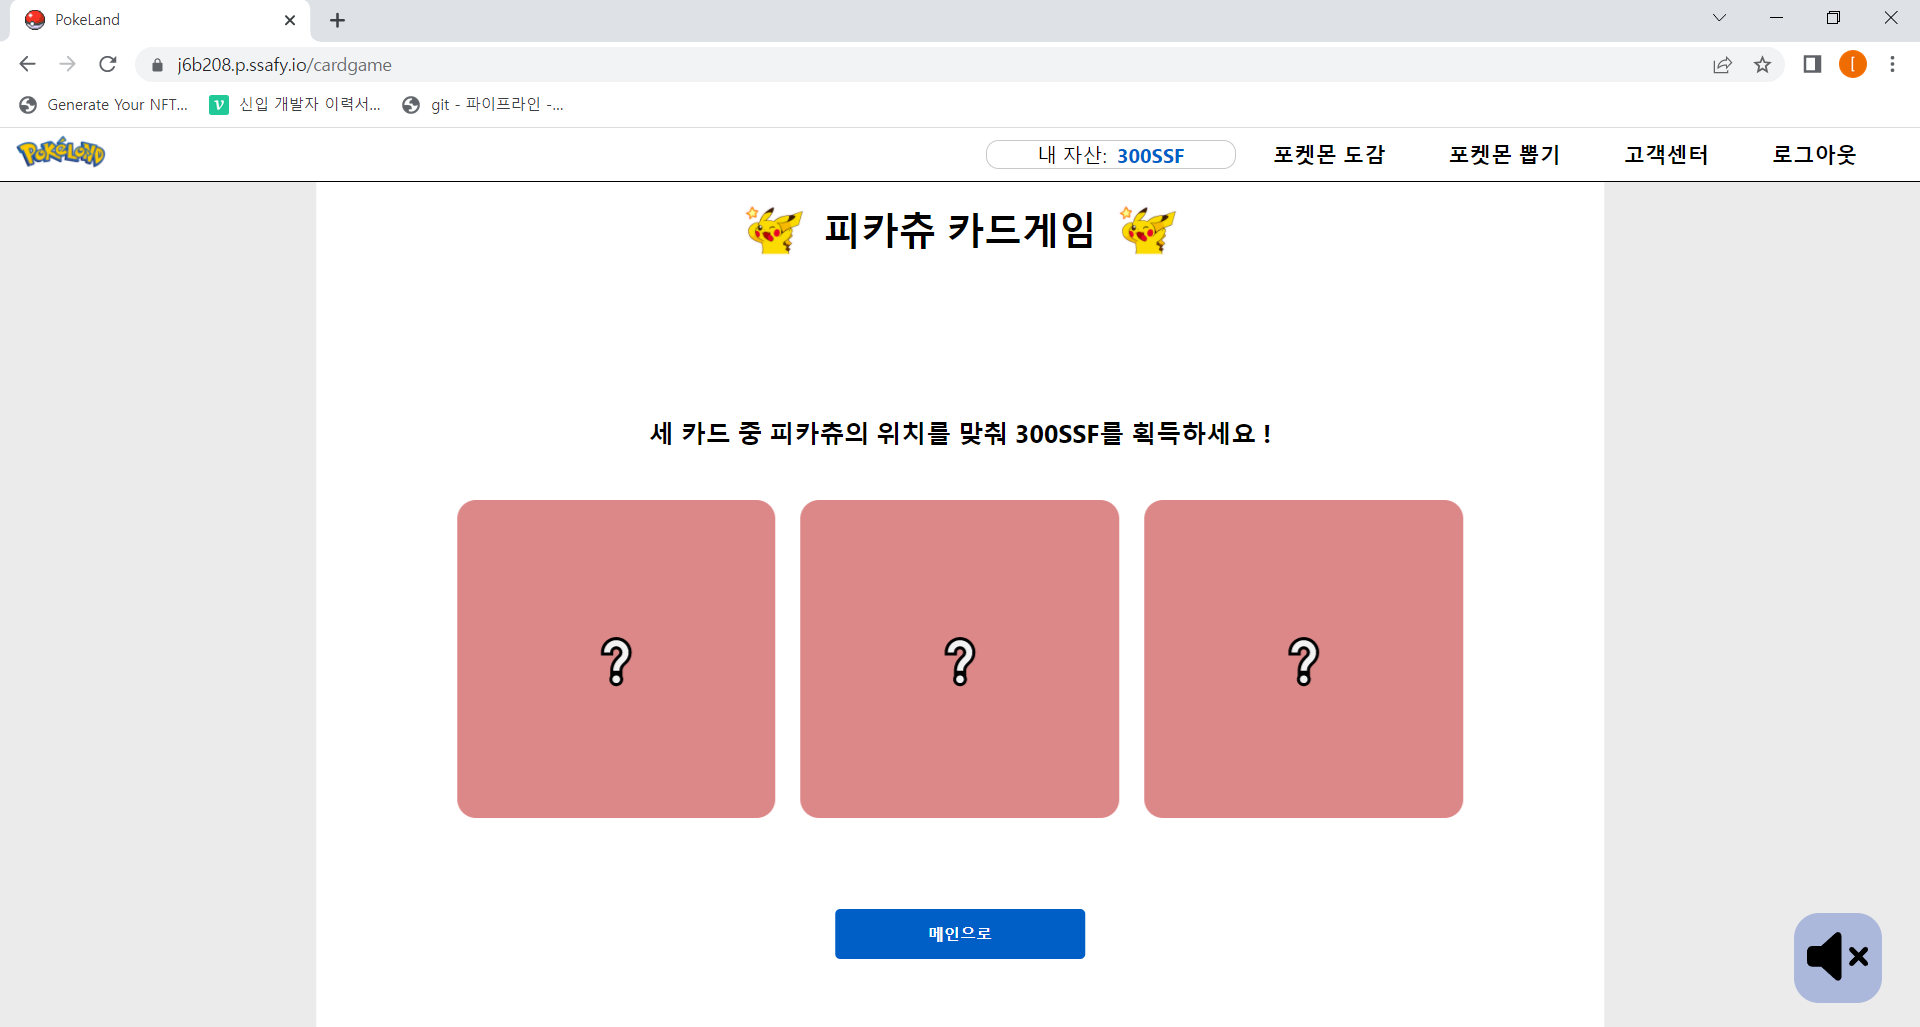 PokeLand
j6b208.p.ssafy.io/cardgame
[
Generate Your NFT...
V 신입 개발자 이력서...
git - 파이프라인 -...
POKéLAND
내 자산: 300SSF
포켓몬 도감
포켓몬 뽑기
고객센터
로그아웃
피카츄 카드게임
세 카드 중 피카츄의 위치를 맞춰 300SSF를 획득하세요 !
?
?
?
메인으로